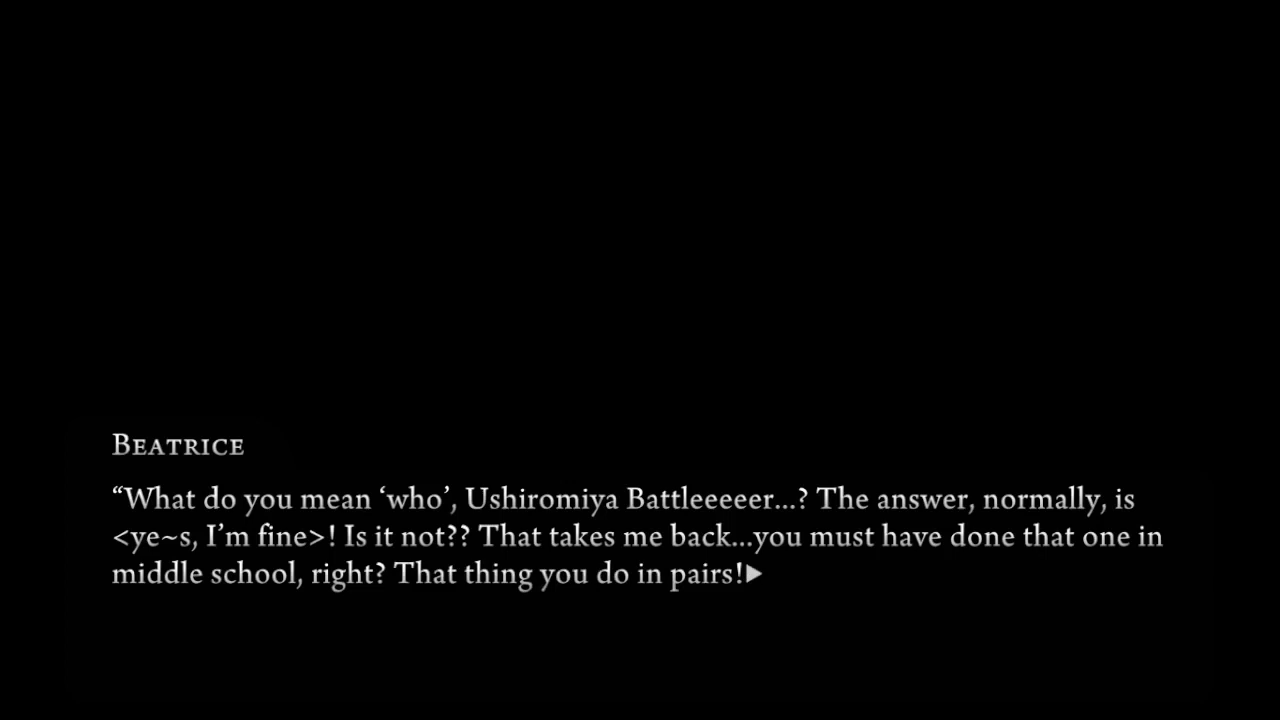 BEATRICE
“What do you mean ‘who’, Ushiromiya Battleeeeer...? The answer, normally, is
<ye~s, I’m fine>! Is it not?? That takes me back...you must have done that one in
middle school, right? That thing you do in pairs!▶